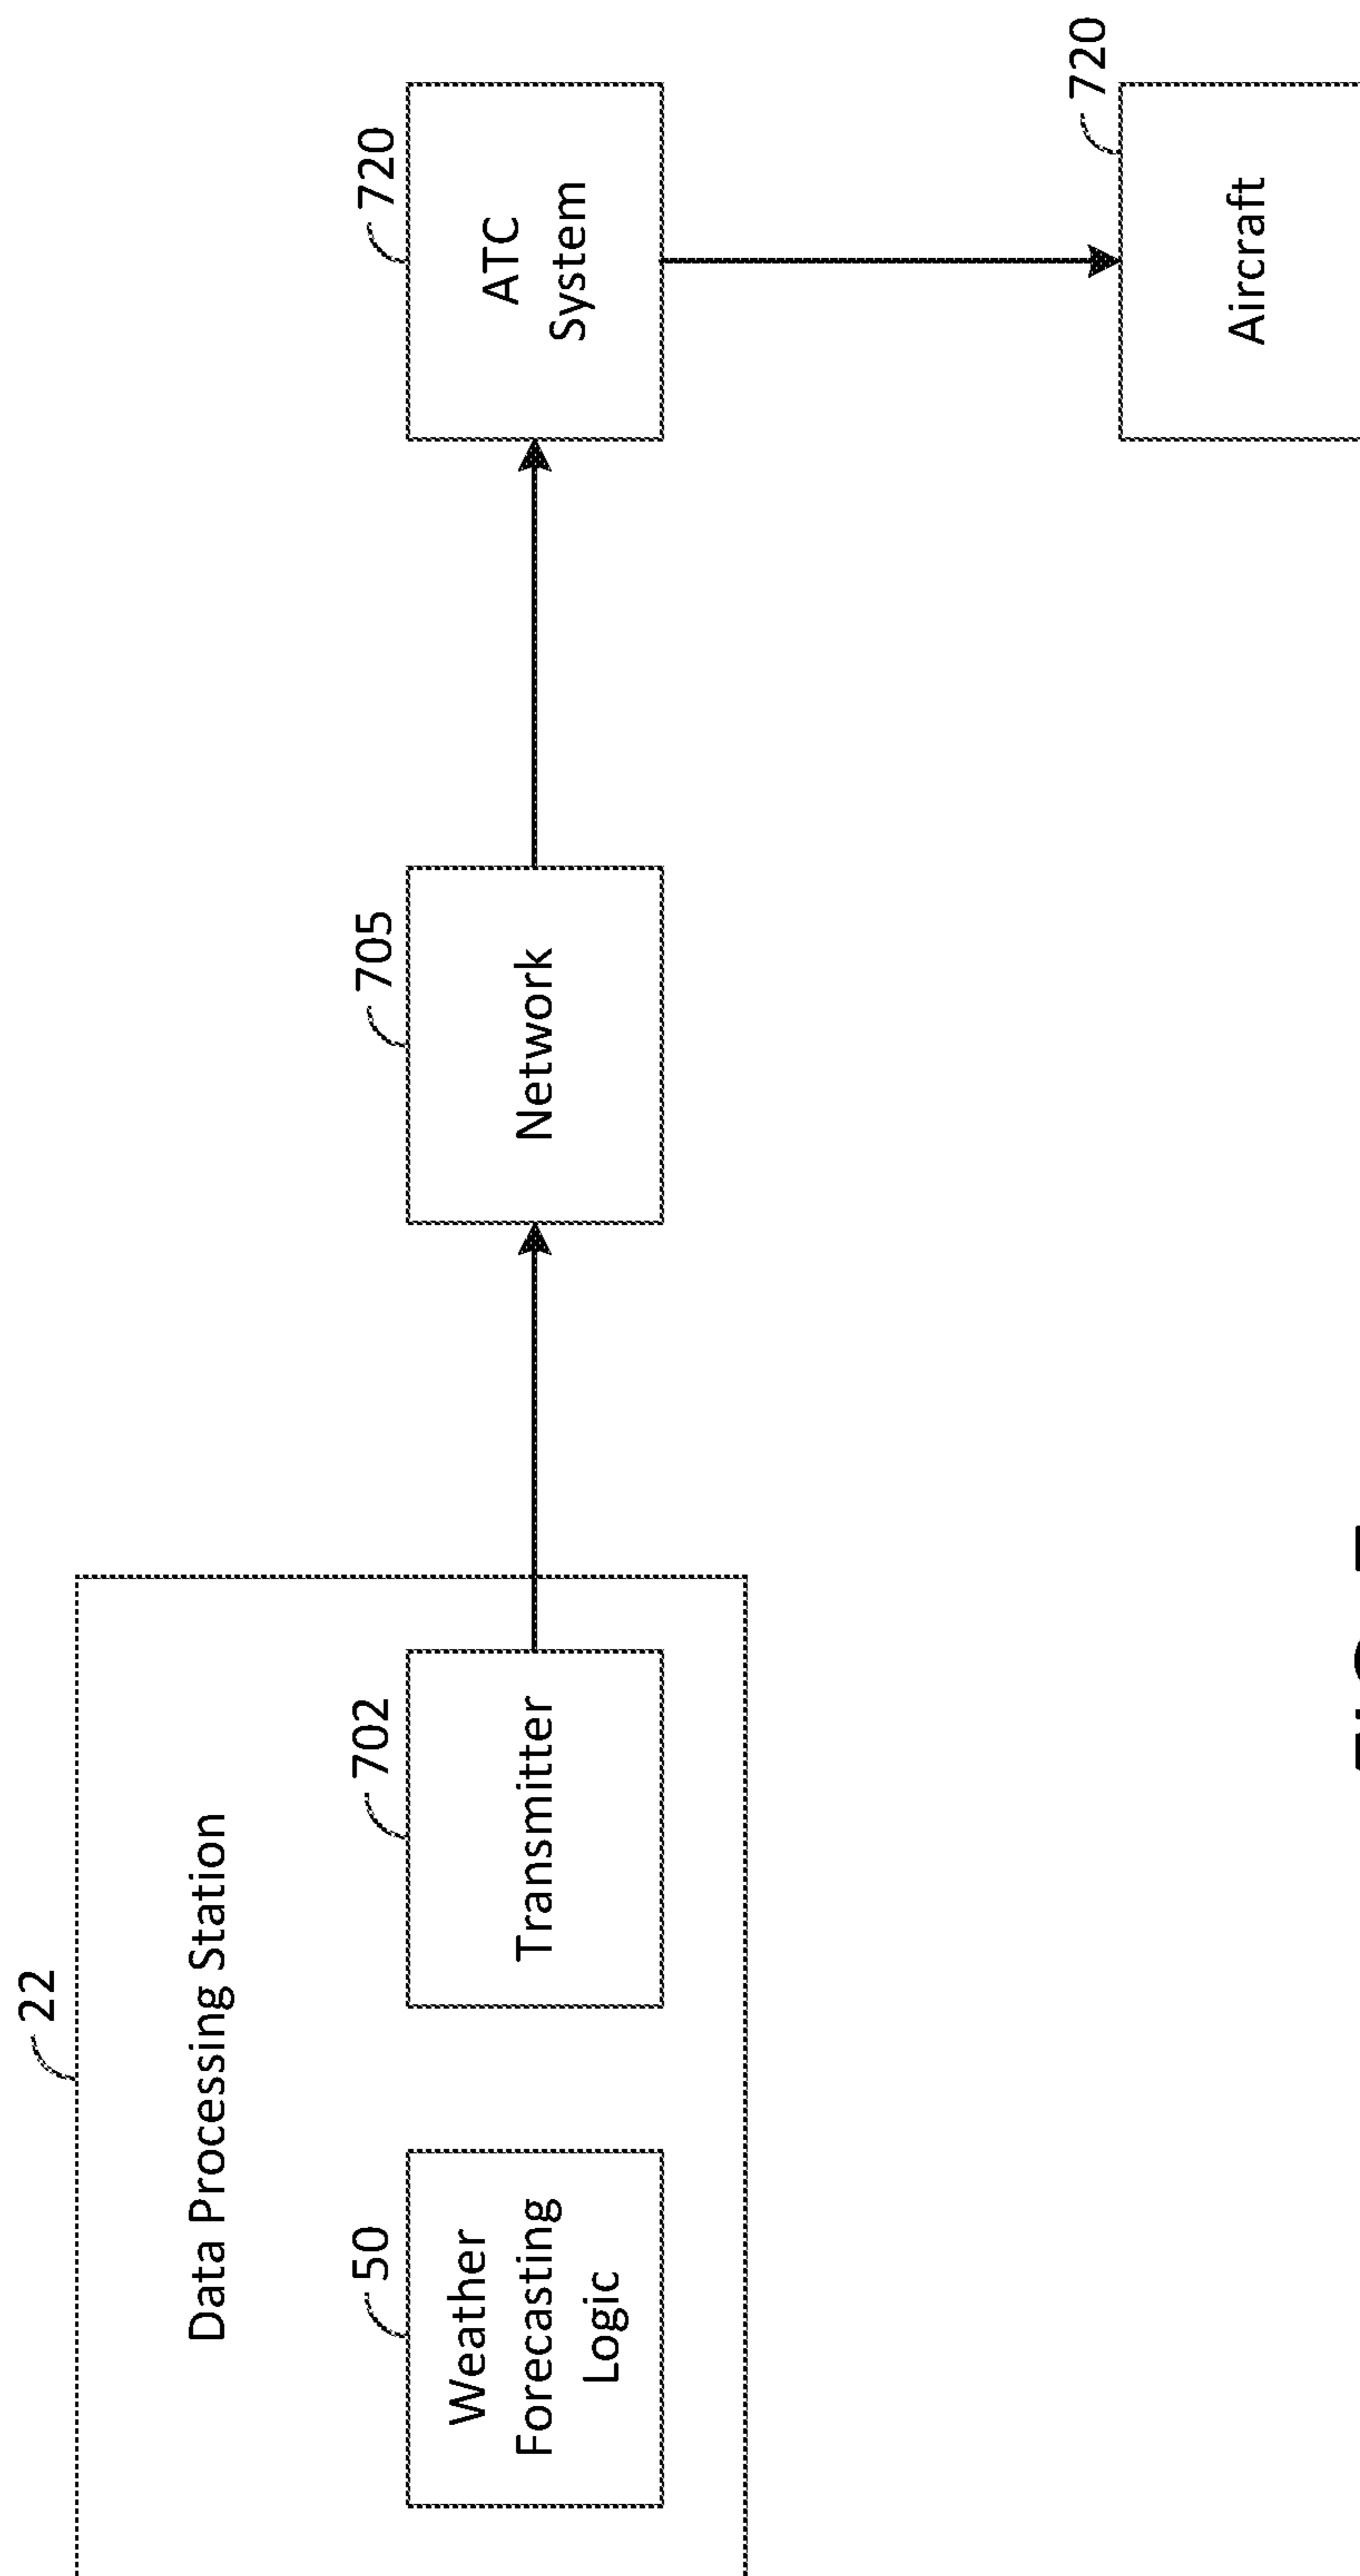 22
Data Processing Station
50
702
705
720
Weather
Forecasting
Logic
Transmitter
Network
ATC
System
720
Aircraft